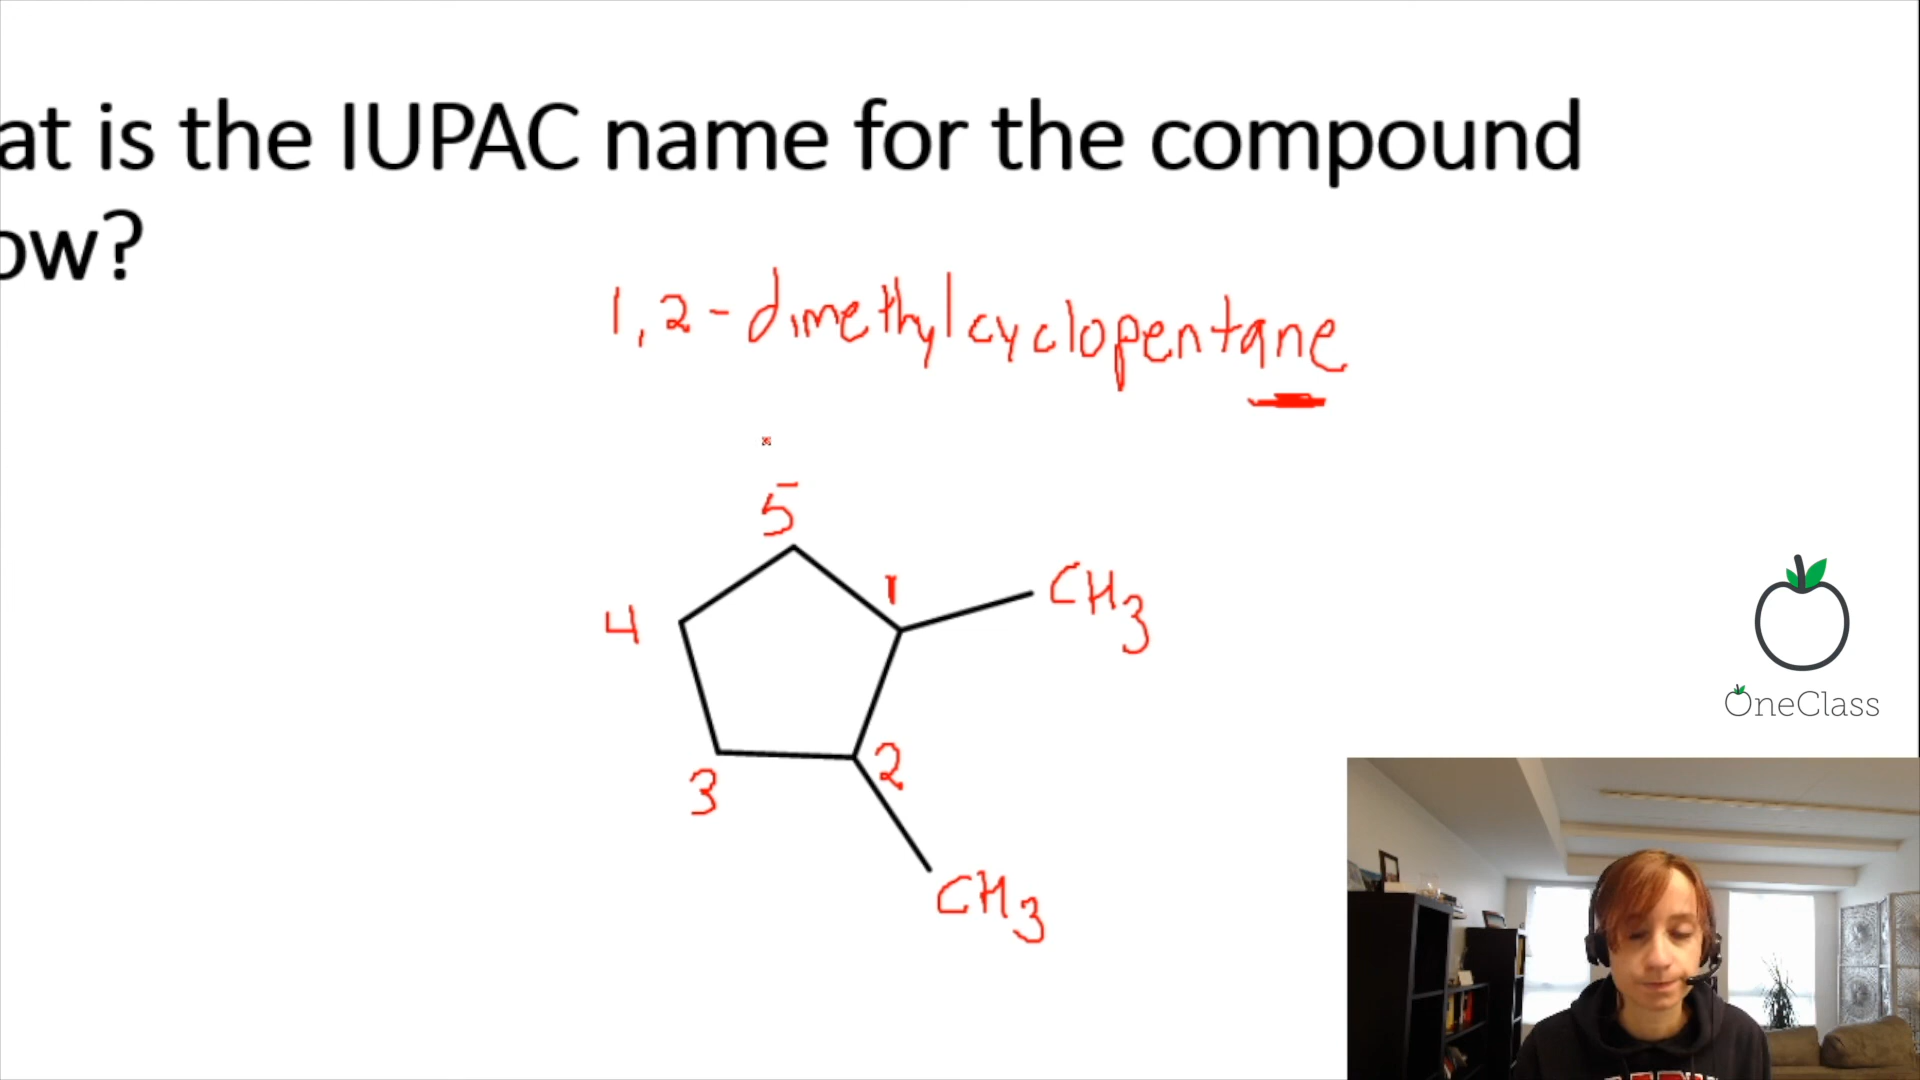 at is the IUPAC name for the compound
ow?
1,2-dimethylcyclopentane
5
1
CH3
4
2
3
CH3
OneClass